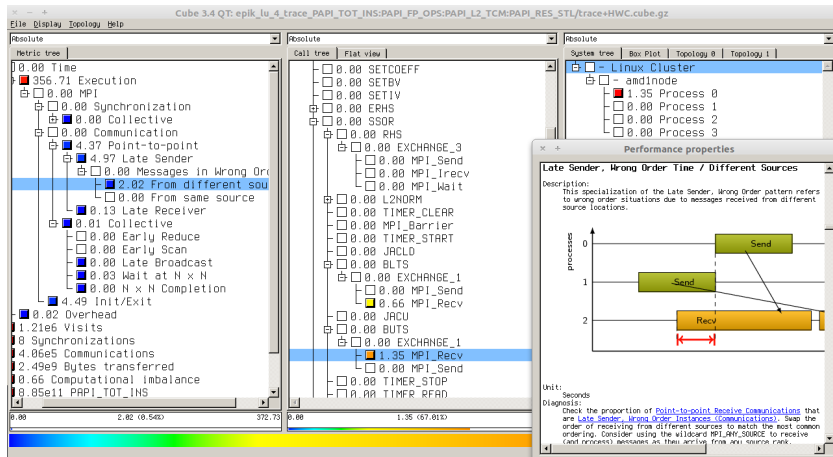 Cube 3.4 QT: epik_lu_4_trace_PAPI_TOT_INS:PAPI_FP_OPS:PAPI_L2_TCM:PAPI_RES_STL/trace+HWC.cube.gz
File Display Topology Help
Absolute
Metric tree
0.00 Time
356.71 Execution
0.00 MPI
0.00 Synchronization
0.00 Collective
0.00 Communication
4.37 Point-to-point
4.97 Late Sender
0.00 Messages in Wrong Ord
2.02 From different sou
0.00 From same source
0.13 Late Receiver
0.01 Collective
0.00 Early Reduce
0.00 Early Scan
0.00 Late Broadcast
0.03 Wait at N x N
0.00 N x N Completion
4.49 Init/Exit
0.02 Overhead
1.21e6 Visits
8 Synchronizations
4.06e5 Communications
2.49e9 Bytes transferred
0.66 Computational imbalance
8.85e11 PAPI_TOT_INS
0.00 2.02 (0.54%) 372.73
Absolute
Call tree Flat view
0.00 SETCOEFF
0.00 SETBV
0.00 SETIV
0.00 ERHS
0.00 SSOR
0.00 RHS
0.00 EXCHANGE_3
0.00 MPI_Send
0.00 MPI_Irecv
0.00 MPI_Wait
0.00 L2NORM
0.00 TIMER_CLEAR
0.00 MPI_Barrier
0.00 TIMER_START
0.00 JACLD
0.00 BLTS
0.00 EXCHANGE_1
0.00 MPI_Send
0.66 MPI_Recv
0.00 JACU
0.00 BUTS
0.00 EXCHANGE_1
1.35 MPI_Recv
0.00 MPI_Send
0.00 TIMER_STOP
0.00 TIMER_READ
0.00 1.35 (67.01%)
Absolute
System tree Box Plot Topology 0 Topology 1
- Linux Cluster
- amd1node
1.35 Process 0
0.00 Process 1
0.00 Process 2
0.00 Process 3
Performance properties
Late Sender, Wrong Order Time / Different Sources
Description:
This specialization of the Late Sender, Wrong Order pattern refers
to wrong order situations due to messages received from different
source locations.
processes
0
Send
1
Send
2
Recv
Unit:
Seconds
Diagnosis:
Check the proportion of Point-to-point Receive Communications that
are Late Sender, Wrong Order Instances (Communications). Swap the
order of receiving from different sources to match the most common
ordering. Consider using the wildcard MPI_ANY_SOURCE to receive
(and process) messages as they arrive from any source rank.